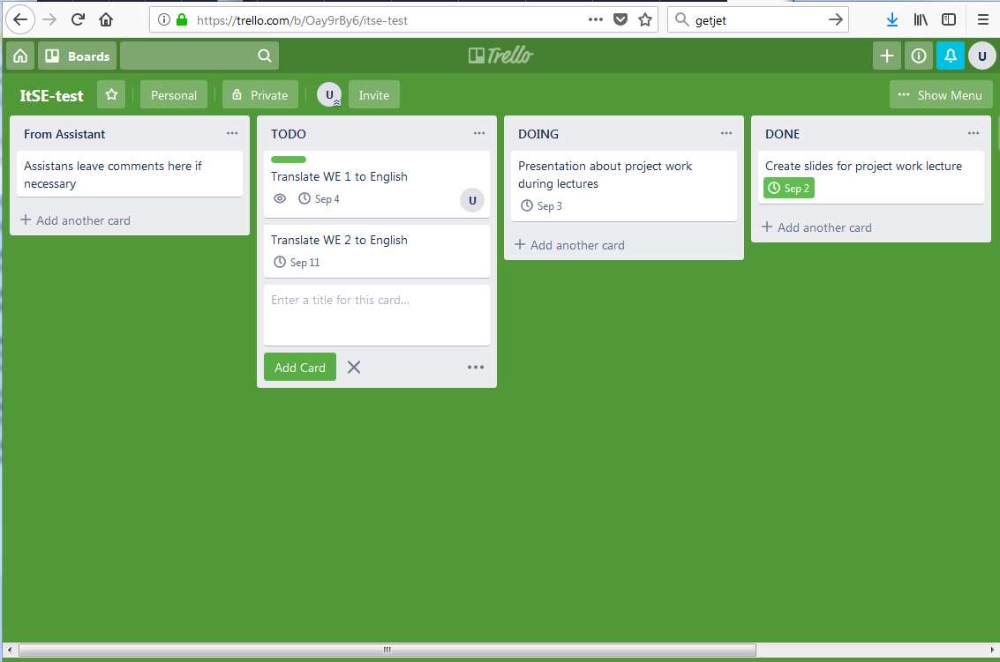 https://trello.com/b/Oay9rBy6/itse-test
getjet
Boards
Trello
U
ItSE-test
Personal
Private
U
Invite
Show Menu
From Assistant
Assistans leave comments here if
necessary
Add another card
TODO
Translate WE 1 to English
Sep 4
U
Translate WE 2 to English
Sep 11
Enter a title for this card...
Add Card
DOING
Presentation about project work
during lectures
Sep 3
Add another card
DONE
Create slides for project work lecture
Sep 2
Add another card